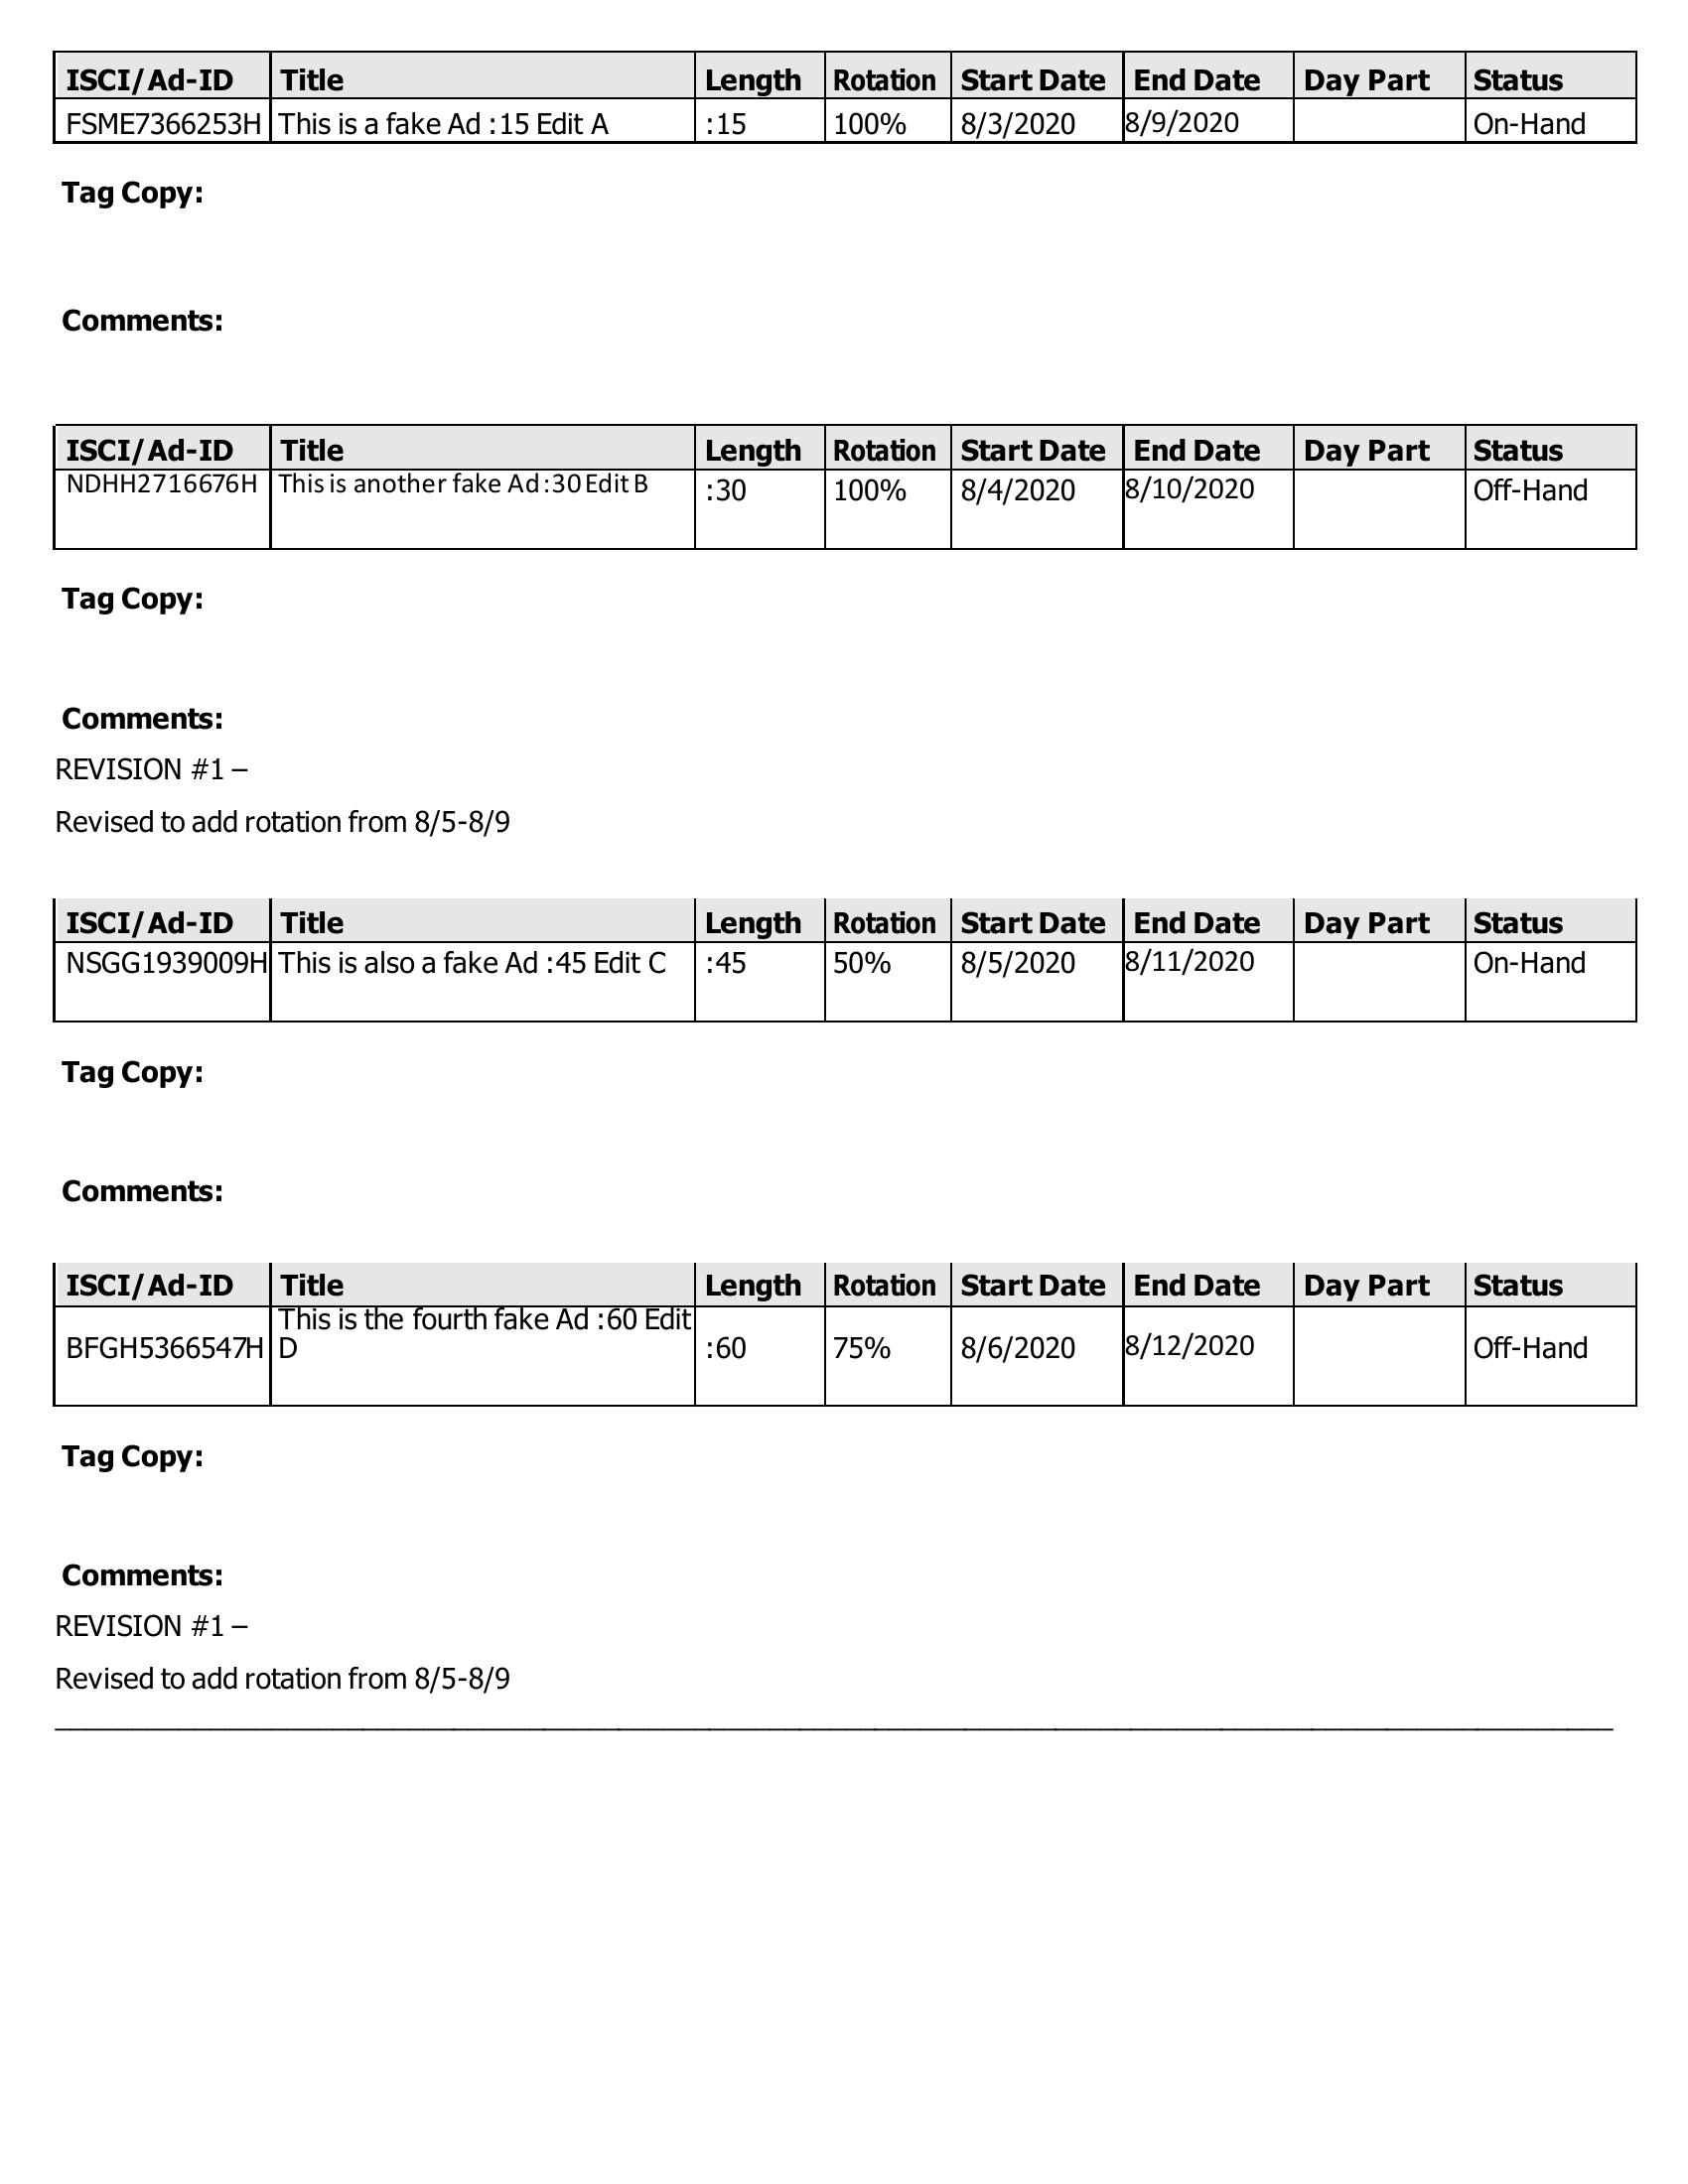 ISCI/Ad-ID Title Length Rotation Start Date End Date Day Part Status
FSME7366253H This is a fake Ad :15 Edit A :15 100% 8/3/2020 8/9/2020 On-Hand
Tag Copy:
Comments:
ISCI/Ad-ID Title Length Rotation Start Date End Date Day Part Status
NDHH2716676H This is another fake Ad :30 Edit B :30 100% 8/4/2020 8/10/2020 Off-Hand
Tag Copy:
Comments:
REVISION #1 –
Revised to add rotation from 8/5-8/9
ISCI/Ad-ID Title Length Rotation Start Date End Date Day Part Status
NSGG1939009H This is also a fake Ad :45 Edit C :45 50% 8/5/2020 8/11/2020 On-Hand
Tag Copy:
Comments:
ISCI/Ad-ID Title Length Rotation Start Date End Date Day Part Status
This is the fourth fake Ad :60 Edit
BFGH5366547H D :60 75% 8/6/2020 8/12/2020 Off-Hand
Tag Copy:
Comments:
REVISION #1 –
Revised to add rotation from 8/5-8/9